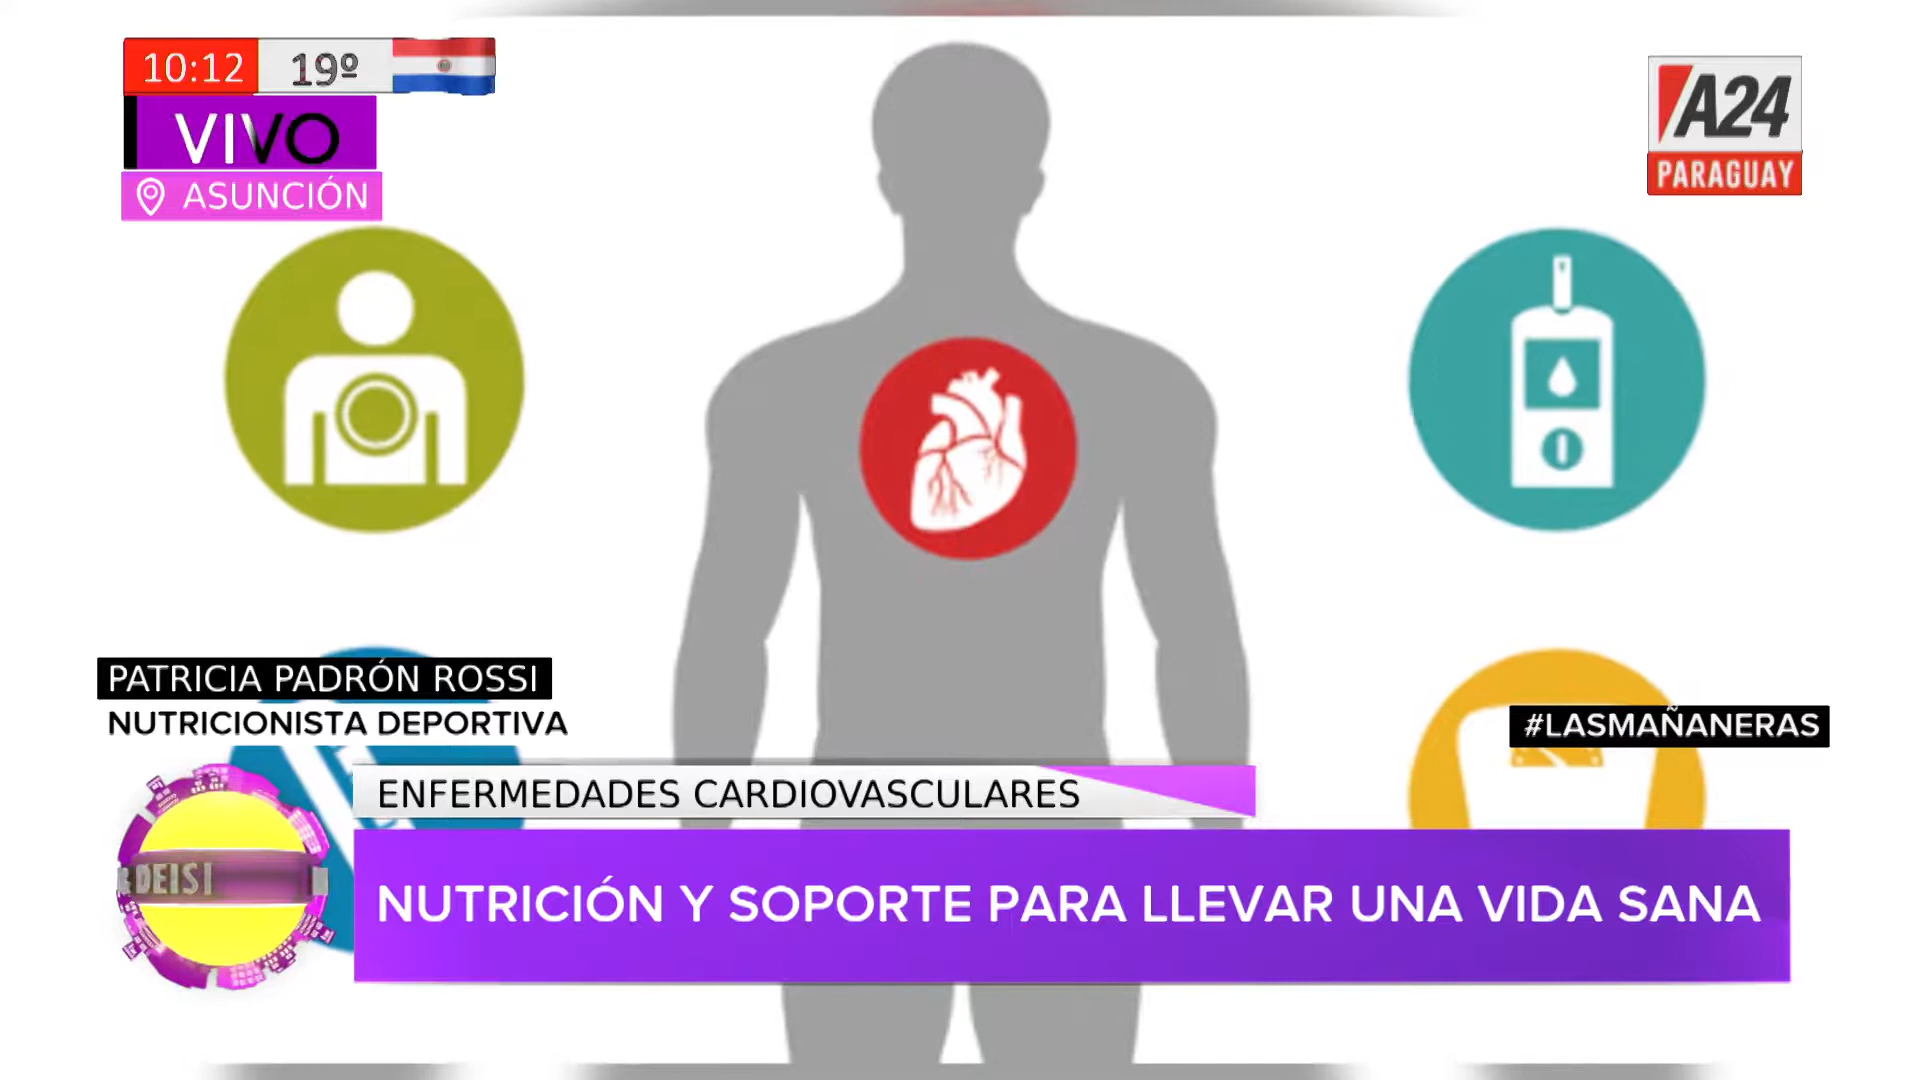 10:12 19º
VIVO
ASUNCIÓN
A24
PARAGUAY
PATRICIA PADRÓN ROSSI
NUTRICIONISTA DEPORTIVA
#LASMAÑANERAS
ENFERMEDADES CARDIOVASCULARES
& DEISI
NUTRICIÓN Y SOPORTE PARA LLEVAR UNA VIDA SANA